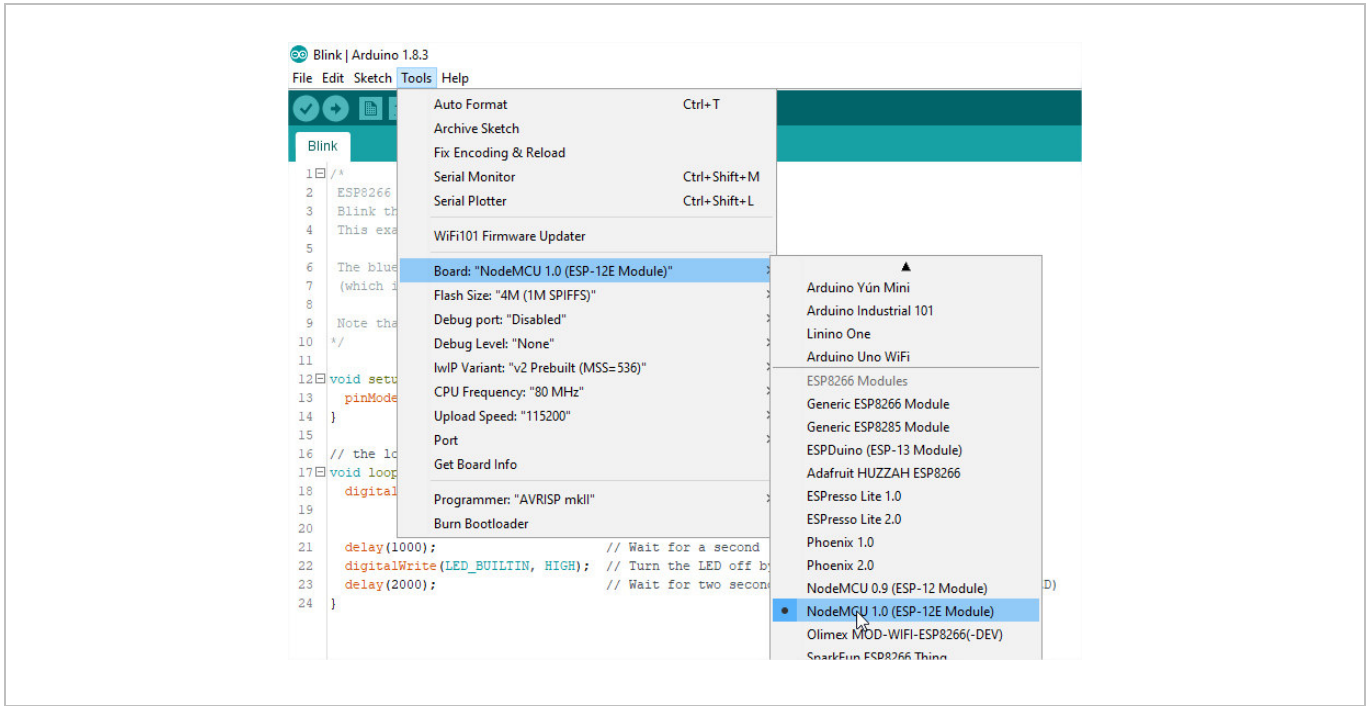 Blink | Arduino 1.8.3
File Edit Sketch Tools Help
Blink
Auto Format Ctrl+T
Archive Sketch
Fix Encoding & Reload
Serial Monitor Ctrl+Shift+M
Serial Plotter Ctrl+Shift+L
WiFi101 Firmware Updater
Board: "NodeMCU 1.0 (ESP-12E Module)"
Flash Size: "4M (1M SPIFFS)"
Debug port: "Disabled"
Debug Level: "None"
lwIP Variant: "v2 Prebuilt (MSS=536)"
CPU Frequency: "80 MHz"
Upload Speed: "115200"
Port
Get Board Info
Programmer: "AVRISP mkII"
Burn Bootloader
Arduino Yún Mini
Arduino Industrial 101
Linino One
Arduino Uno WiFi
ESP8266 Modules
Generic ESP8266 Module
Generic ESP8285 Module
ESPDuino (ESP-13 Module)
Adafruit HUZZAH ESP8266
ESPresso Lite 1.0
ESPresso Lite 2.0
Phoenix 1.0
Phoenix 2.0
NodeMCU 0.9 (ESP-12 Module)
NodeMCU 1.0 (ESP-12E Module)
Olimex MOD-WIFI-ESP8266(-DEV)
SparkFun ESP8266 Thing
1 /*
2 ESP8266
3 Blink th
4 This exa
5
6 The blue
7 (which i
8
9 Note tha
10 */
11
12 void setu
13 pinMode
14 }
15
16 // the lo
17 void loop
18 digital
19
20
21 delay(1000); // Wait for a second
22 digitalWrite(LED_BUILTIN, HIGH); // Turn the LED off b
23 delay(2000); // Wait for two secon D)
24 }